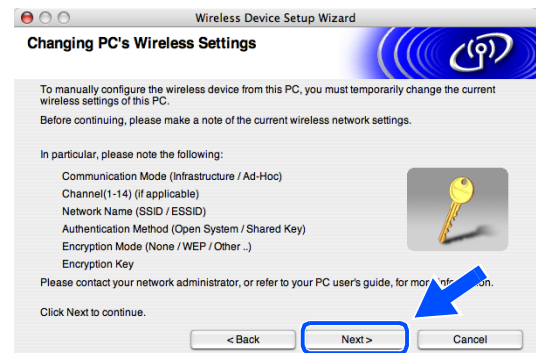 Wireless Device Setup Wizard
Changing PC's Wireless Settings
To manually configure the wireless device from this PC, you must temporarily change the current
wireless settings of this PC.
Before continuing, please make a note of the current wireless network settings.
In particular, please note the following:
Communication Mode (Infrastructure / Ad-Hoc)
Channel(1-14) (if applicable)
Network Name (SSID / ESSID)
Authentication Method (Open System / Shared Key)
Encryption Mode (None / WEP / Other ..)
Encryption Key
Please contact your network administrator, or refer to your PC user's guide, for
Click Next to continue.
< Back
Next >
Cancel